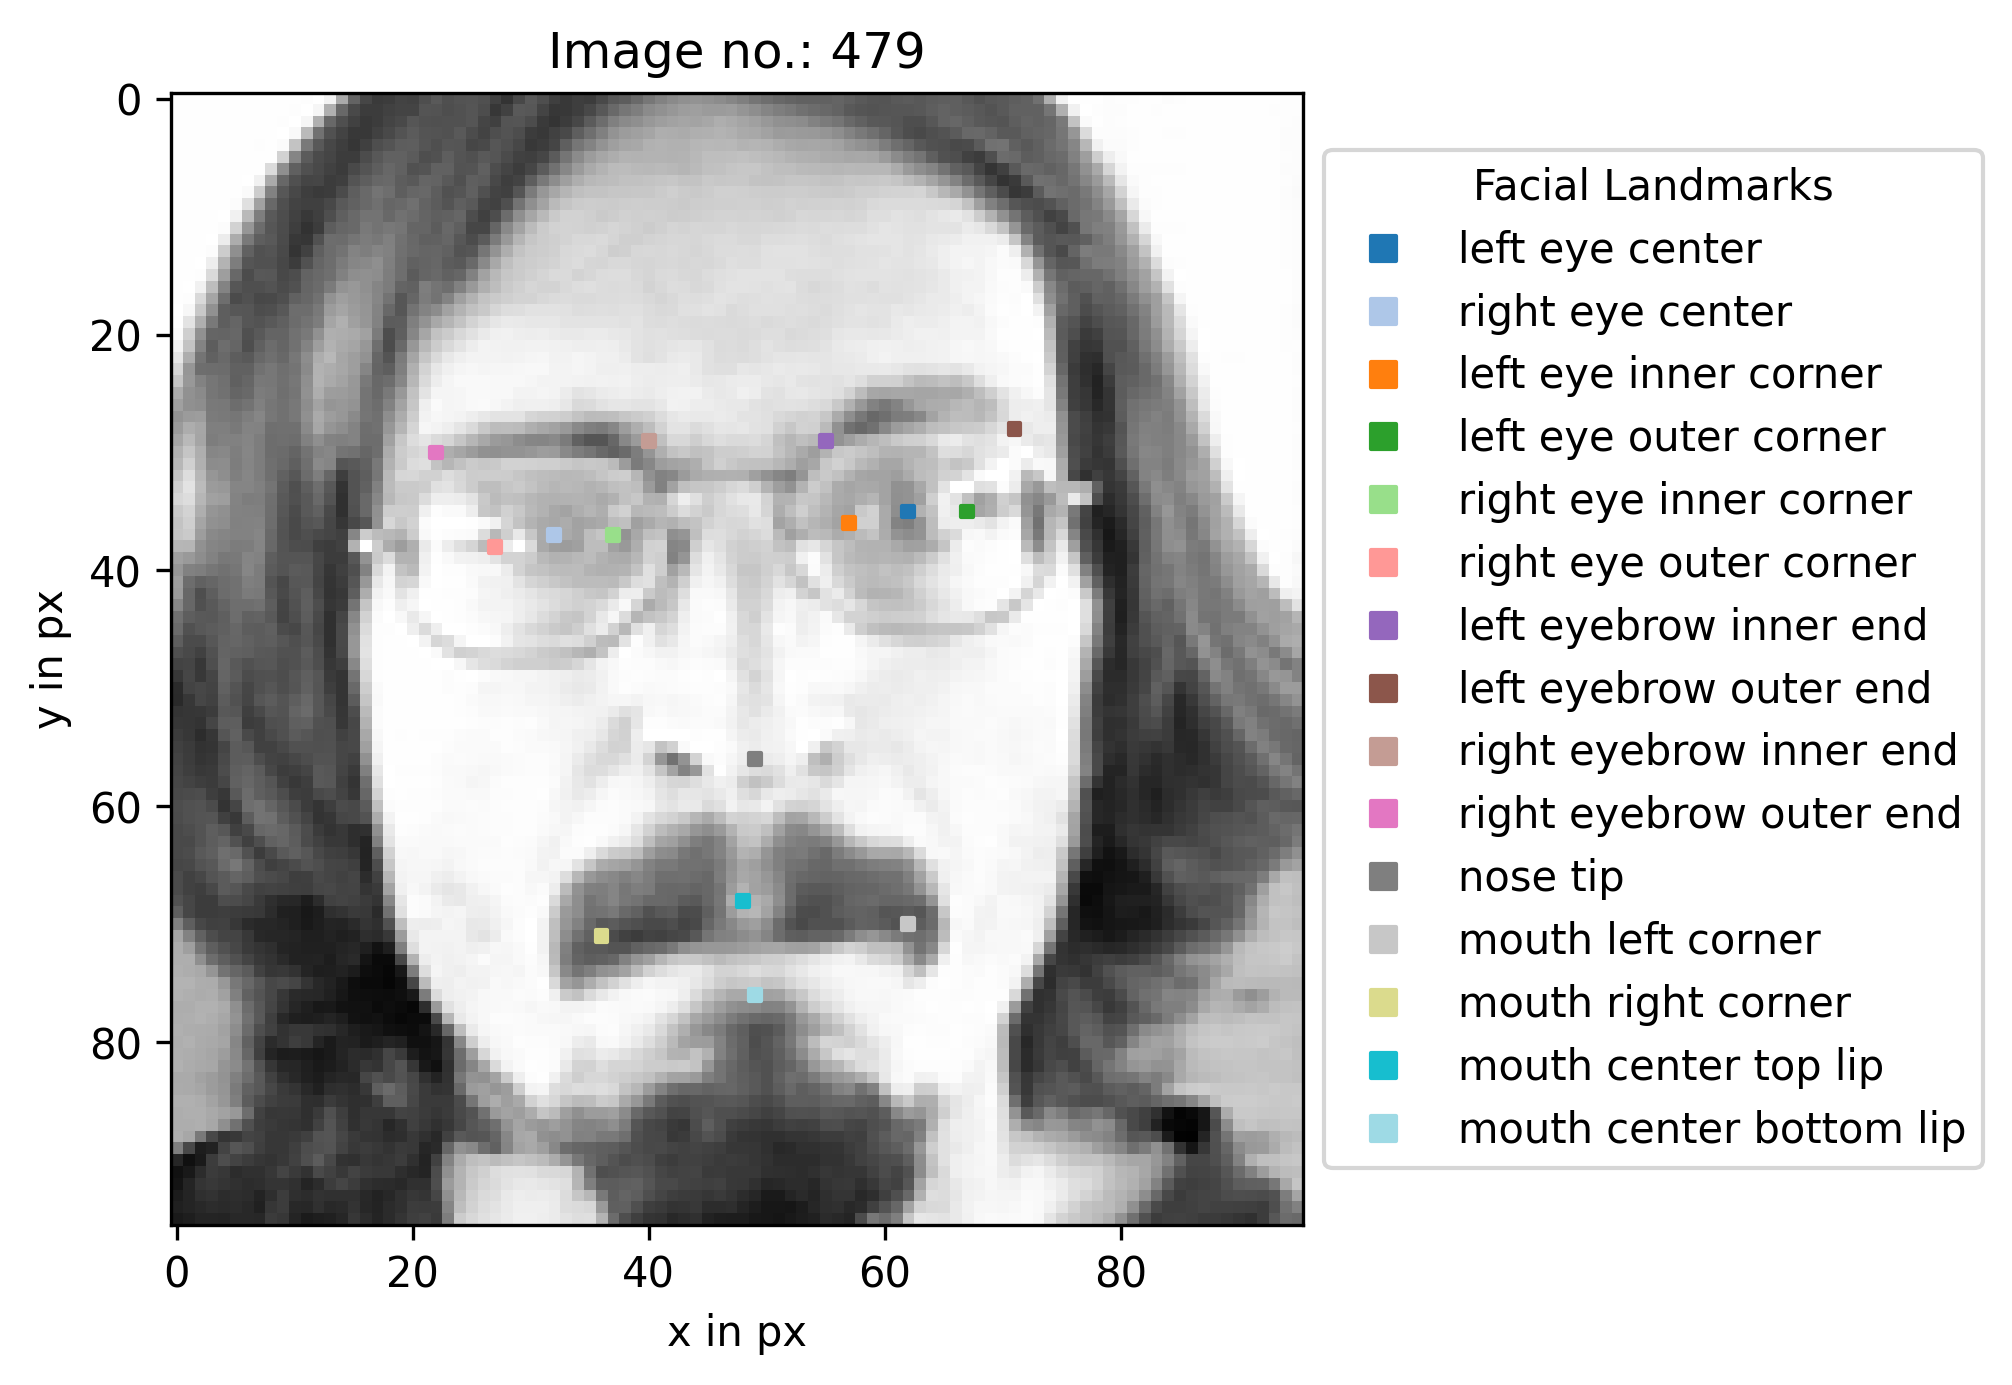 Image no.: 479
0
20
40
60
80
y in px
0 20 40 60 80
x in px
Facial Landmarks
left eye center
right eye center
left eye inner corner
left eye outer corner
right eye inner corner
right eye outer corner
left eyebrow inner end
left eyebrow outer end
right eyebrow inner end
right eyebrow outer end
nose tip
mouth left corner
mouth right corner
mouth center top lip
mouth center bottom lip